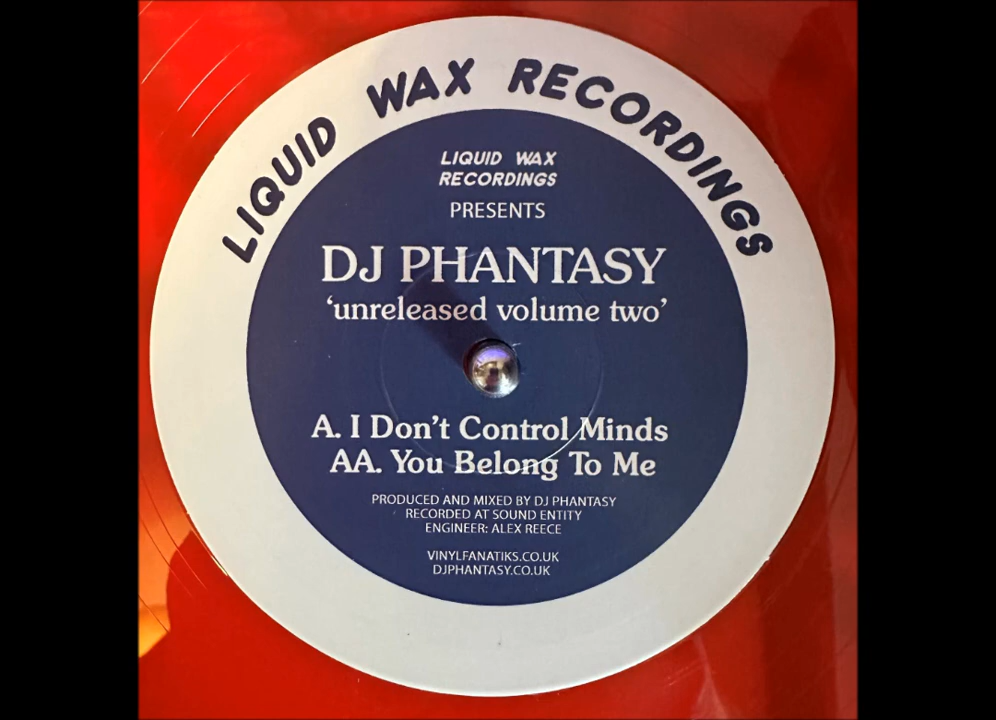 LIQUID WAX RECORDINGS
LIQUID WAX
RECORDINGS
PRESENTS
DJ PHANTASY
‘unreleased volume two’
A. I Don’t Control Minds
AA. You Belong To Me
PRODUCED AND MIXED BY DJ PHANTASY
RECORDED AT SOUND ENTITY
ENGINEER: ALEX REECE
VINYLFANATIKS.CO.UK
DJPHANTASY.CO.UK